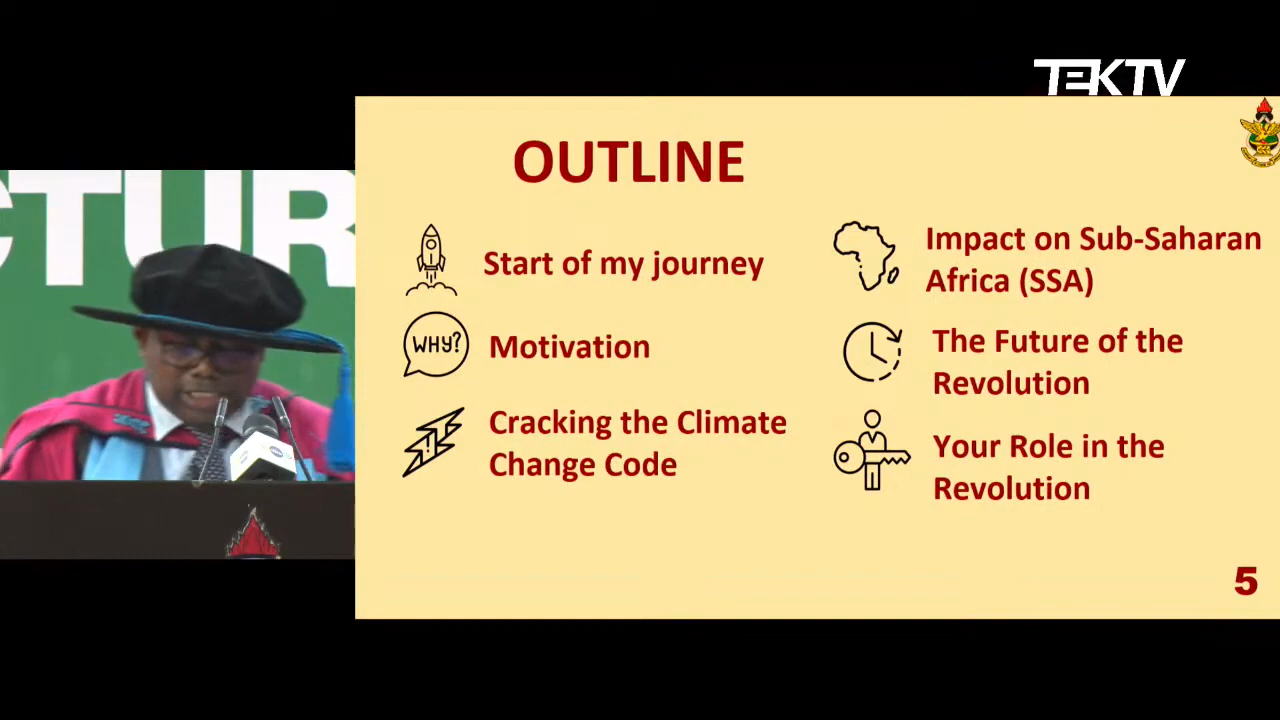 TEKTV
CTUR
OUTLINE
Start of my journey
WHY?
Motivation
Cracking the Climate
Change Code
Impact on Sub-Saharan
Africa (SSA)
The Future of the
Revolution
Your Role in the
Revolution
5